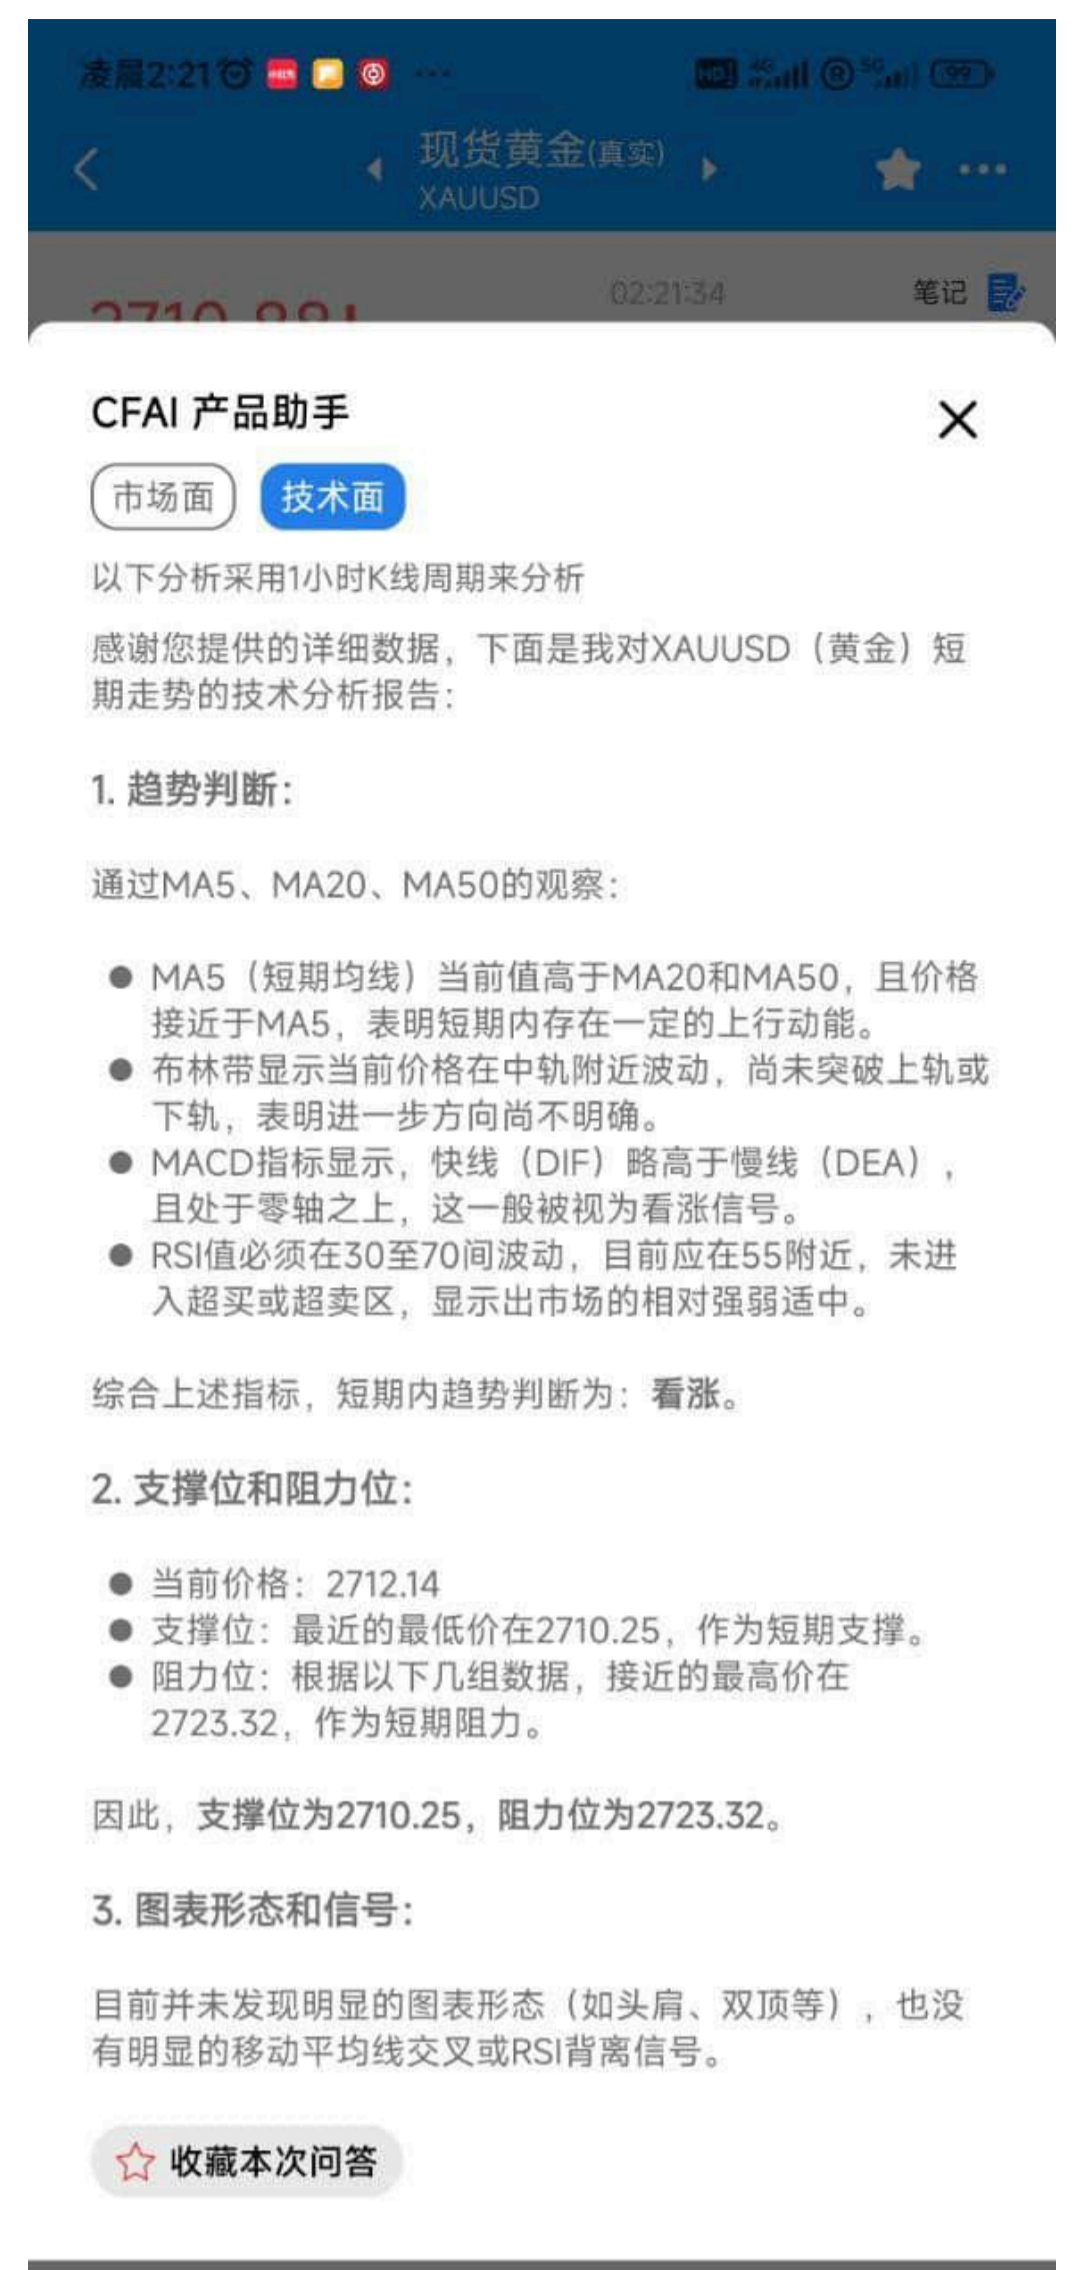 凌晨2:21
现货黄金(真实)
XAUUSD
02:21:34
笔记
CFAI 产品助手
市场面
技术面
以下分析采用1小时K线周期来分析
感谢您提供的详细数据，下面是我对XAUUSD（黄金）短
期走势的技术分析报告：
1. 趋势判断：
通过MA5、MA20、MA50的观察：
● MA5（短期均线）当前值高于MA20和MA50，且价格
接近于MA5，表明短期内存在一定的上行动能。
● 布林带显示当前价格在中轨附近波动，尚未突破上轨或
下轨，表明进一步方向尚不明确。
● MACD指标显示，快线（DIF）略高于慢线（DEA），
且处于零轴之上，这一般被视为看涨信号。
● RSI值必须在30至70间波动，目前应在55附近，未进
入超买或超卖区，显示出市场的相对强弱适中。
综合上述指标，短期内趋势判断为：看涨。
2. 支撑位和阻力位：
● 当前价格：2712.14
● 支撑位：最近的最低价在2710.25，作为短期支撑。
● 阻力位：根据以下几组数据，接近的最高价在
2723.32，作为短期阻力。
因此，支撑位为2710.25，阻力位为2723.32。
3. 图表形态和信号：
目前并未发现明显的图表形态（如头肩、双顶等），也没
有明显的移动平均线交叉或RSI背离信号。
收藏本次问答